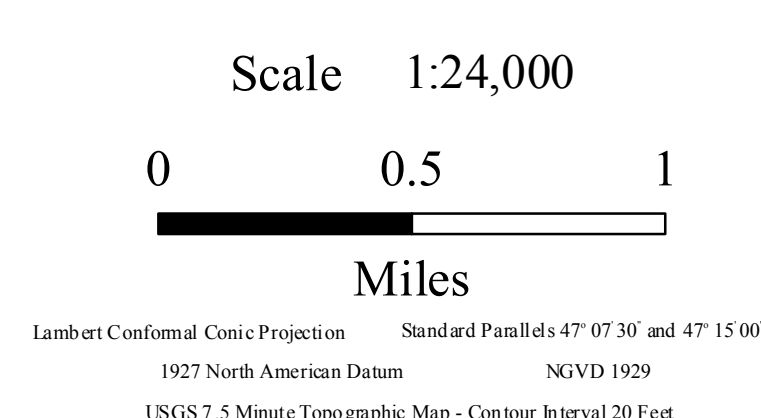 Scale 1:24,000
0 0.5 1
Miles
Lambert Conformal Conic Projection Standard Parallels 47° 07' 30" and 47° 15' 00"
1927 North American Datum NGVD 1929
USGS 7.5 Minute Topographic Map - Contour Interval 20 Feet